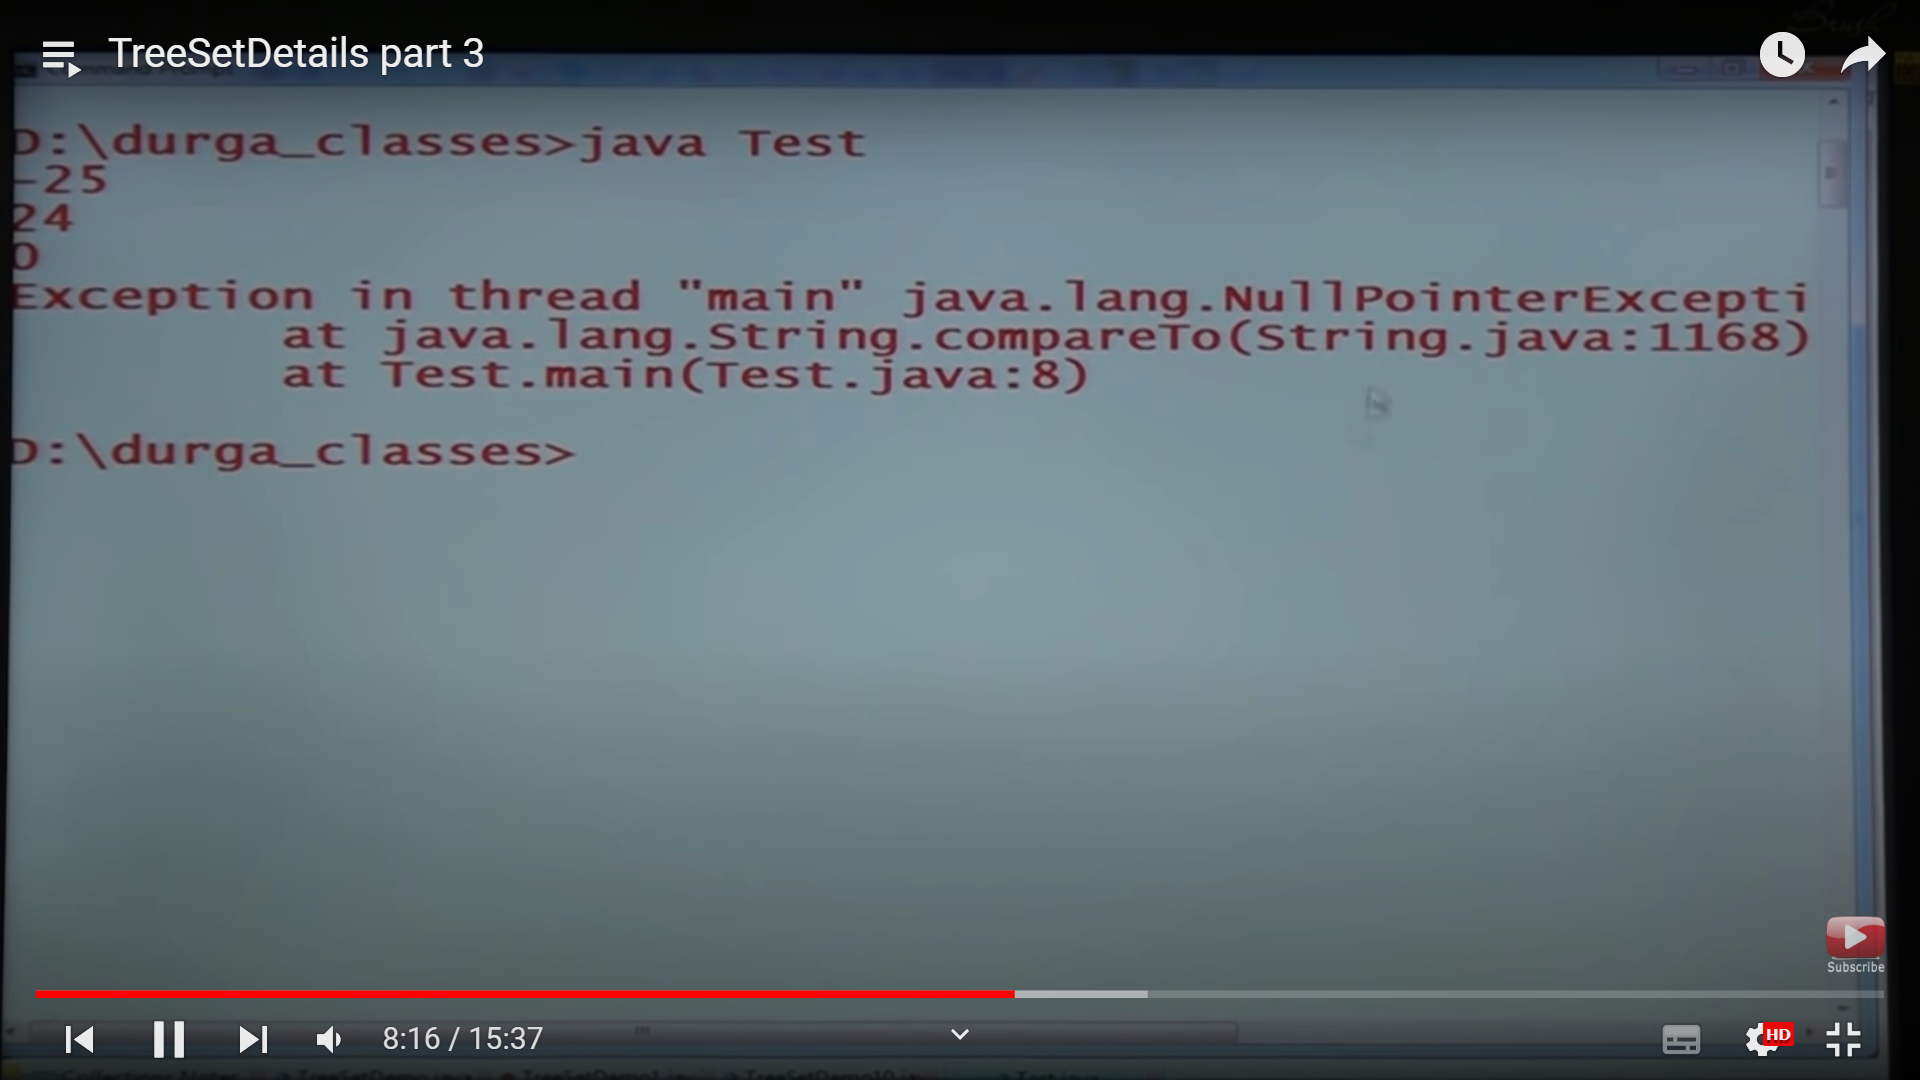 TreeSetDetails part 3
D:\durga_classes>java Test
-25
24
0
Exception in thread "main" java.lang.NullPointerExcepti
at java.lang.String.compareTo(String.java:1168)
at Test.main(Test.java:8)
D:\durga_classes>
Subscribe
8:16 / 15:37
HD